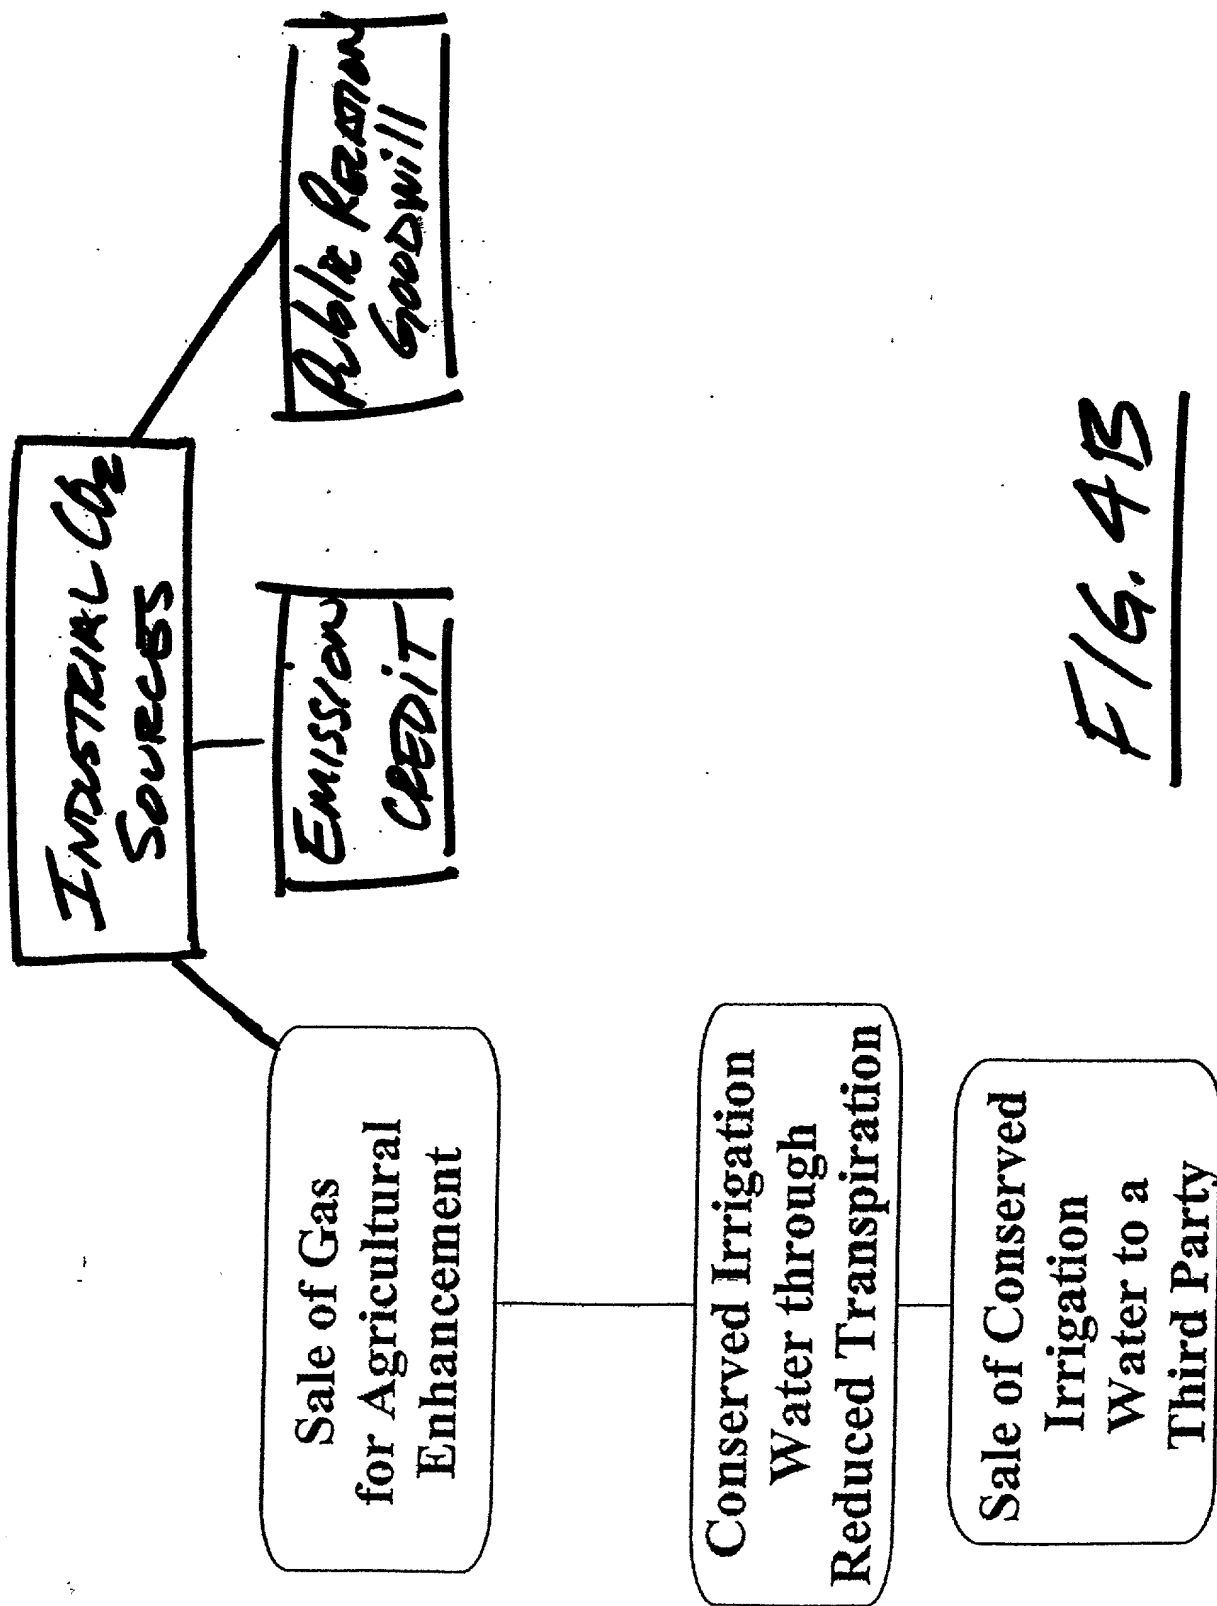 INDUSTRIAL CO2
SOURCES
Sale of Gas
for Agricultural
Enhancement
EMISSION
CREDIT
Public RELATION
GOODWill
Conserved Irrigation
Water through
Reduced Transpiration
Sale of Conserved
Irrigation
Water to a
Third Party
FIG. 4B